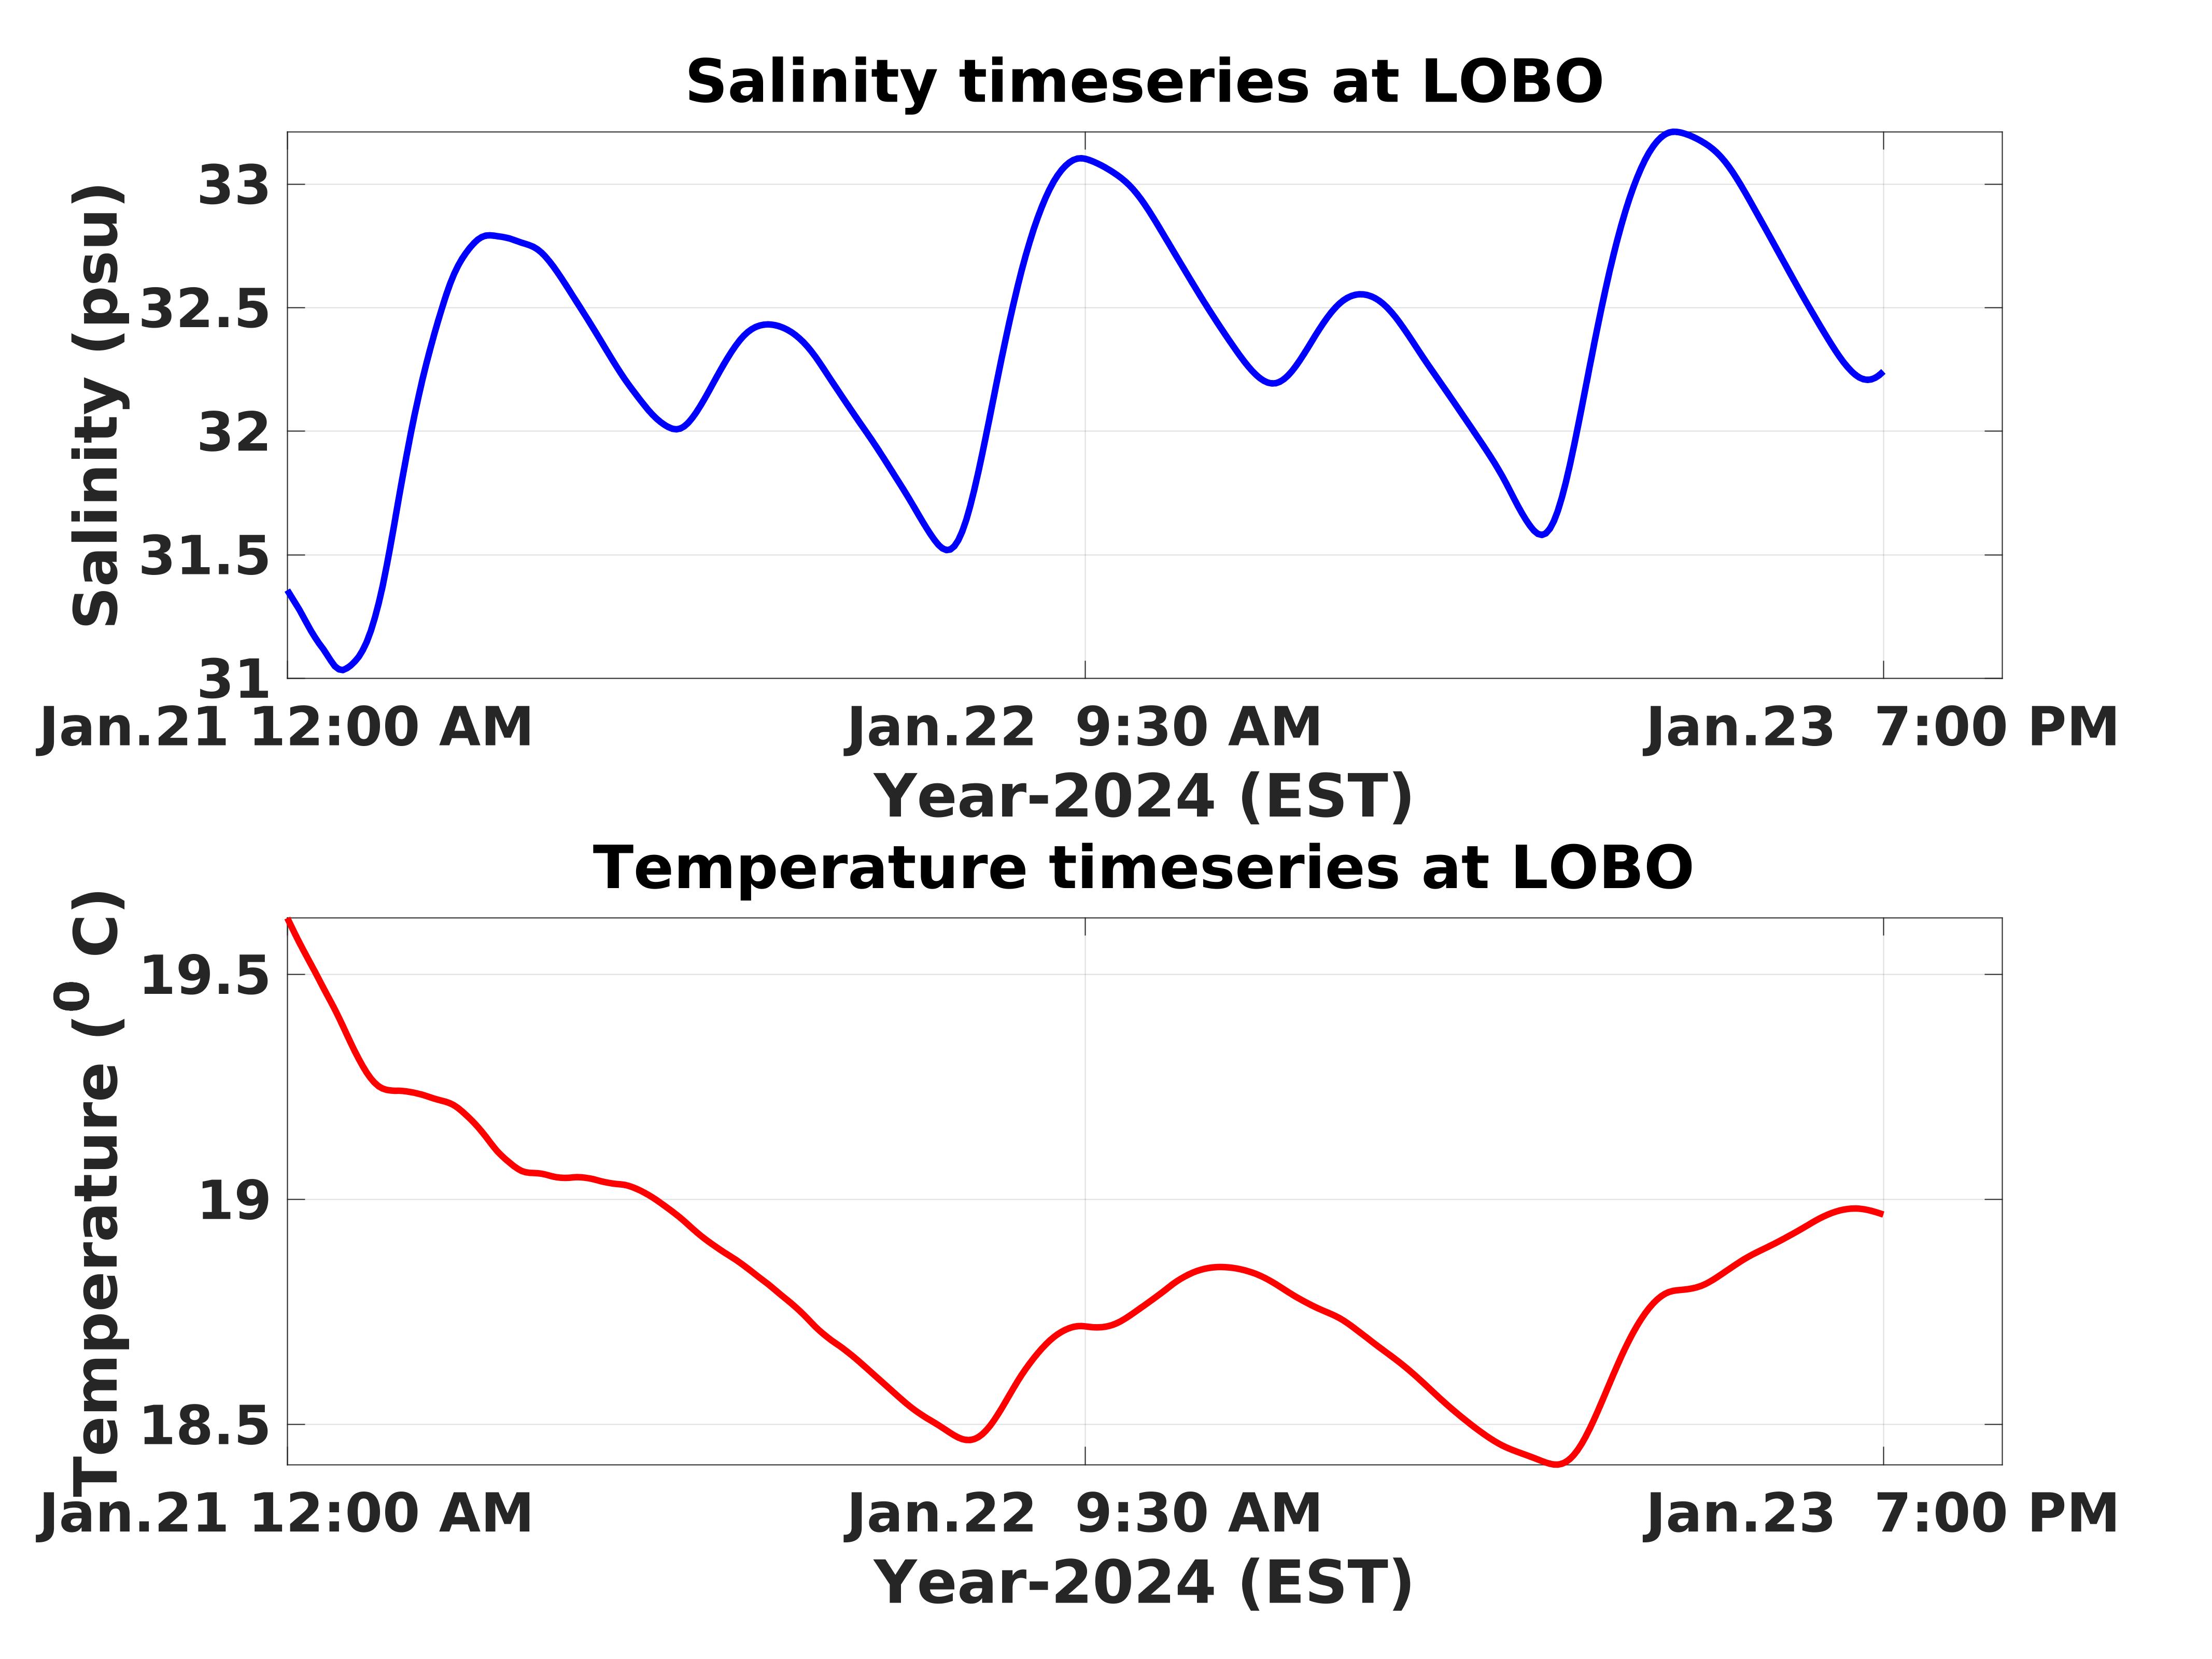 Salinity timeseries at LOBO
Salinity (psu)
33
32.5
32
31.5
31
Jan.21 12:00 AM Jan.22 9:30 AM Jan.23 7:00 PM
Year-2024 (EST)
Temperature timeseries at LOBO
Temperature (⁰ C)
19.5
19
18.5
Jan.21 12:00 AM Jan.22 9:30 AM Jan.23 7:00 PM
Year-2024 (EST)